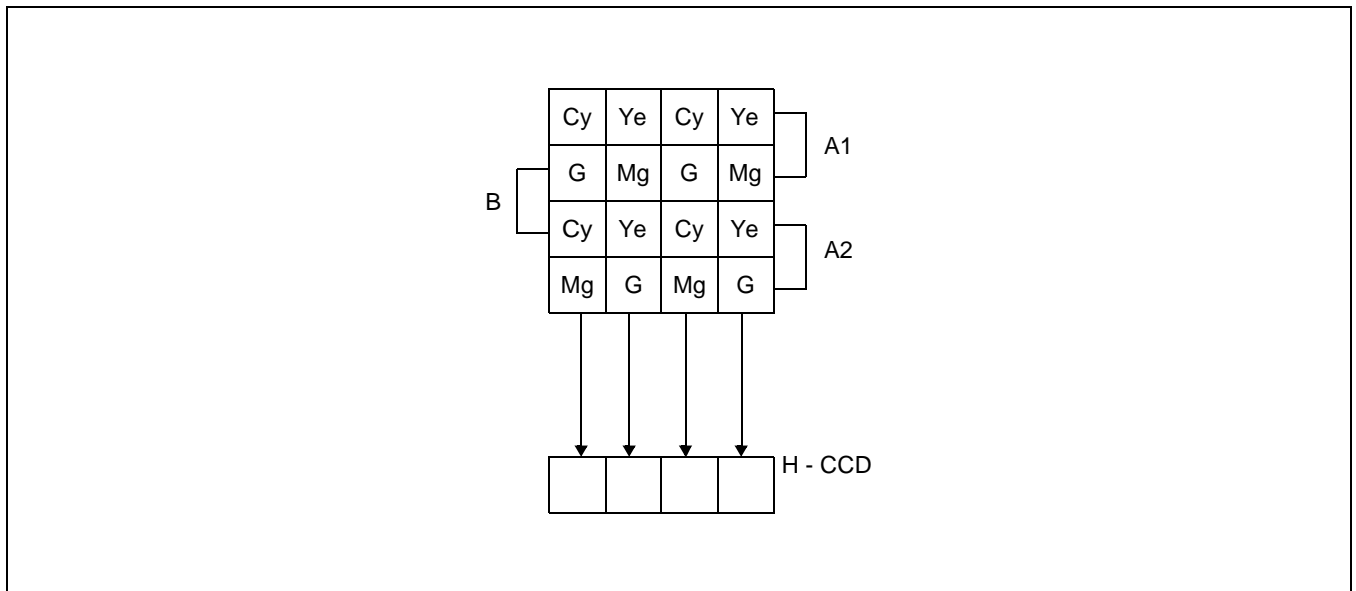 Cy Ye Cy Ye
A1
G Mg G Mg
B
Cy Ye Cy Ye
A2
Mg G Mg G
H - CCD